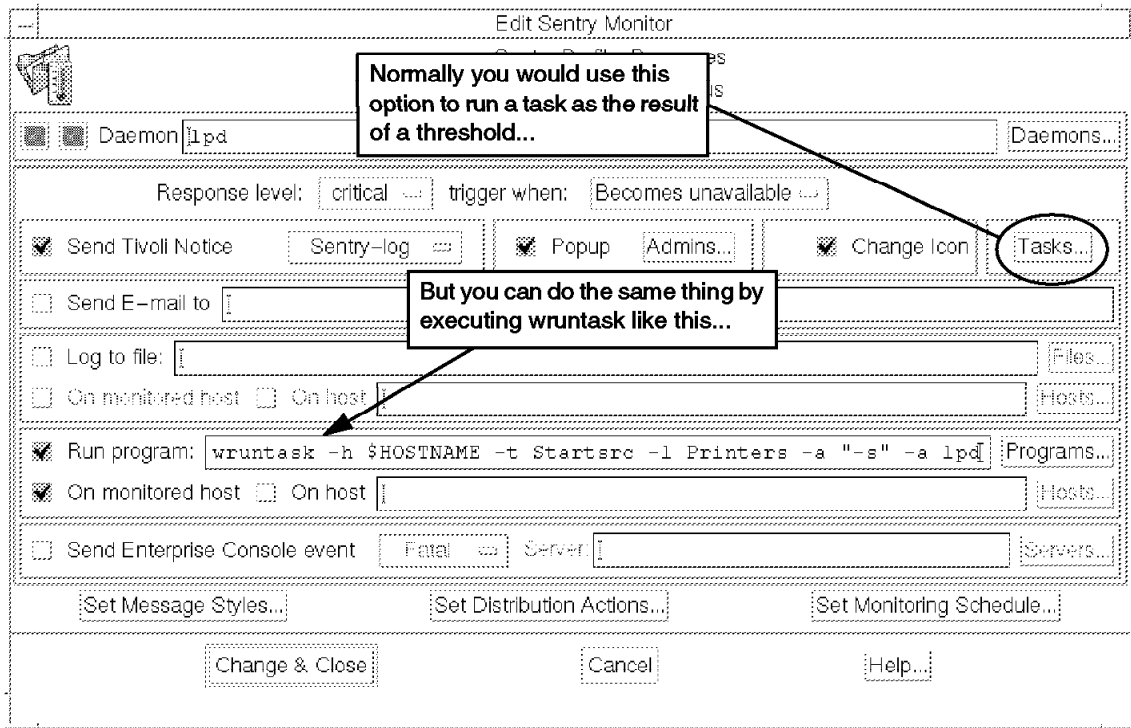 Edit Sentry Monitor
Normally you would use this
option to run a task as the result
of a threshold...
Daemon lpd Daemons...
Response level: critical trigger when: Becomes unavailable
Send Tivoli Notice Sentry-log Popup Admins... Change Icon Tasks...
But you can do the same thing by
executing wruntask like this...
Send E-mail to
Log to file: Files...
On monitored host On host Hosts...
Run program: wruntask -h $HOSTNAME -t Startsrc -l Printers -a "-s" -a lpd Programs...
On monitored host On host Hosts...
Send Enterprise Console event Fatal Server: Servers...
Set Message Styles... Set Distribution Actions... Set Monitoring Schedule...
Change & Close Cancel Help...